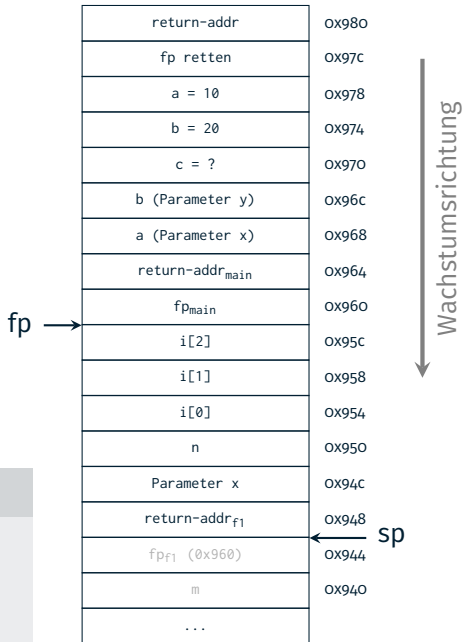 return-addr 0x980
fp retten 0x97c
a = 10 0x978
b = 20 0x974
c = ? 0x970
b (Parameter y) 0x96c
a (Parameter x) 0x968
return-addrmain 0x964
fpmain 0x960
fp
i[2] 0x95c
i[1] 0x958
i[0] 0x954
n 0x950
Parameter x 0x94c
return-addrf1 0x948
sp
fpf1 (0x960) 0x944
m 0x940
...
Wachstumsrichtung